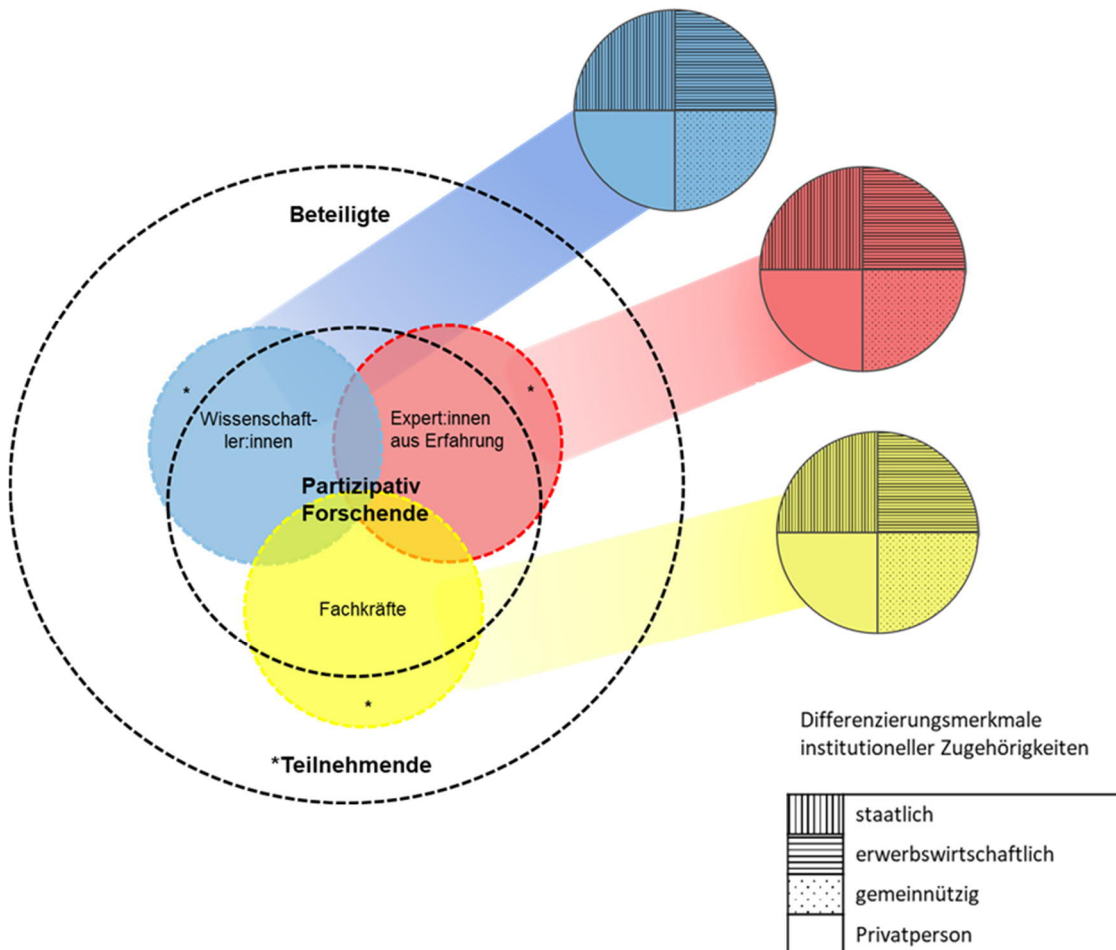 Beteiligte
*
*
Wissenschaft-
ler:innen
Expert:innen
aus Erfahrung
Partizipativ
Forschende
Fachkräfte
*
*Teilnehmende
Differenzierungsmerkmale
institutioneller Zugehörigkeiten
staatlich
erwerbswirtschaftlich
gemeinnützig
Privatperson